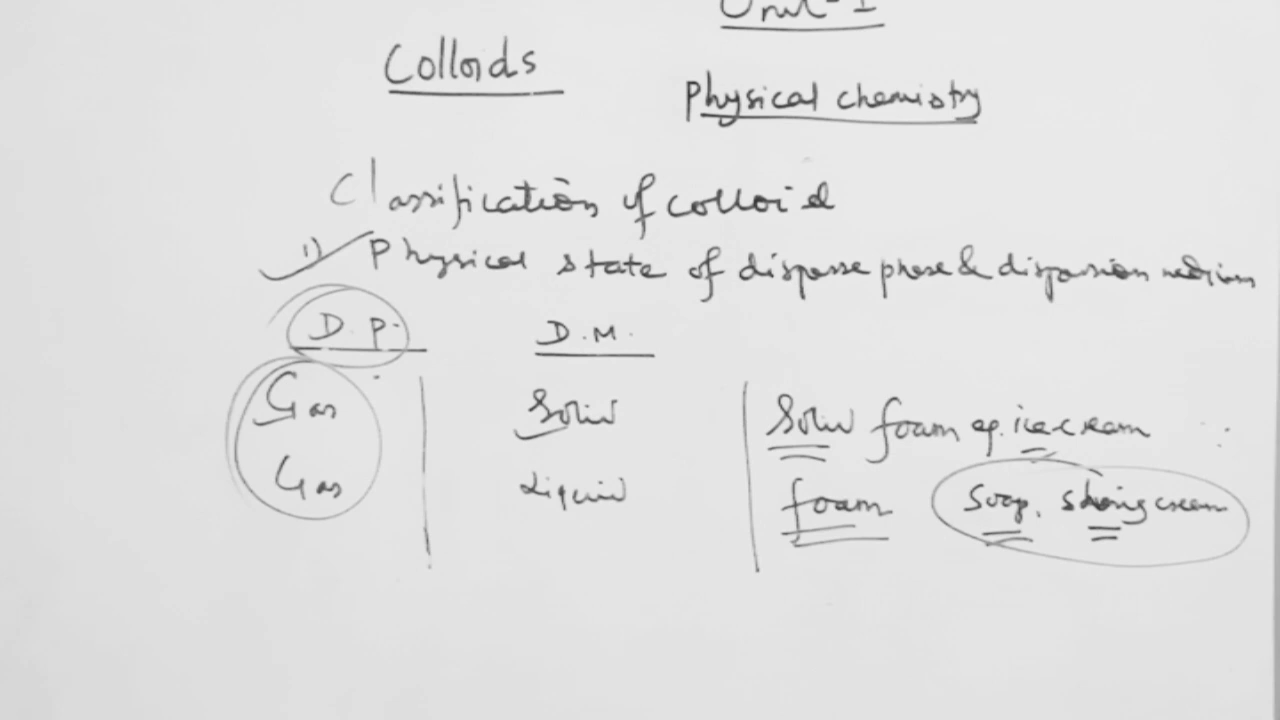 Unit-I
Colloids
Physical chemistry
Classification of colloid
1) Physical state of disperse phase & dispersion medium
D.P. D.M.
Gas Solid Solid foam eg. ice-cream
Gas Liquid foam Soap, shaving cream